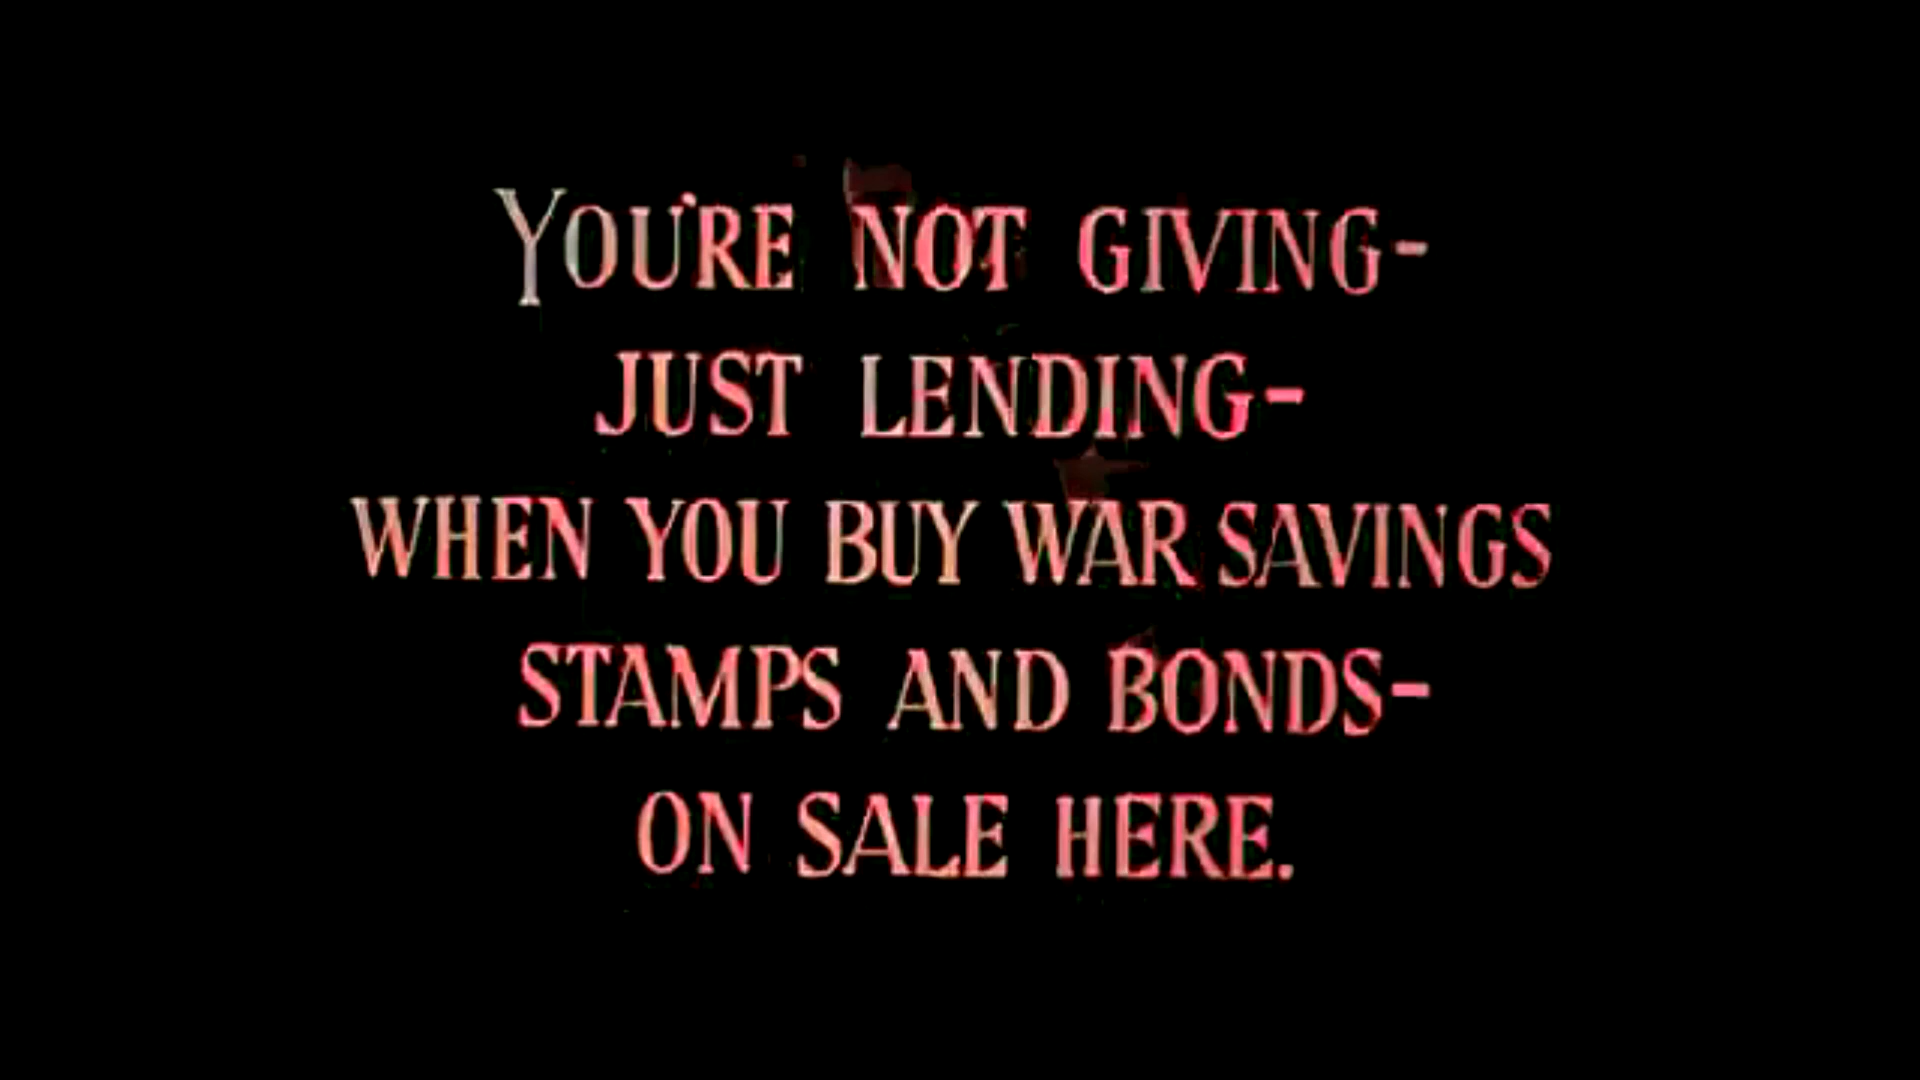 YOU'RE NOT GIVING-
JUST LENDING-
WHEN YOU BUY WAR SAVINGS
STAMPS AND BONDS-
ON SALE HERE.